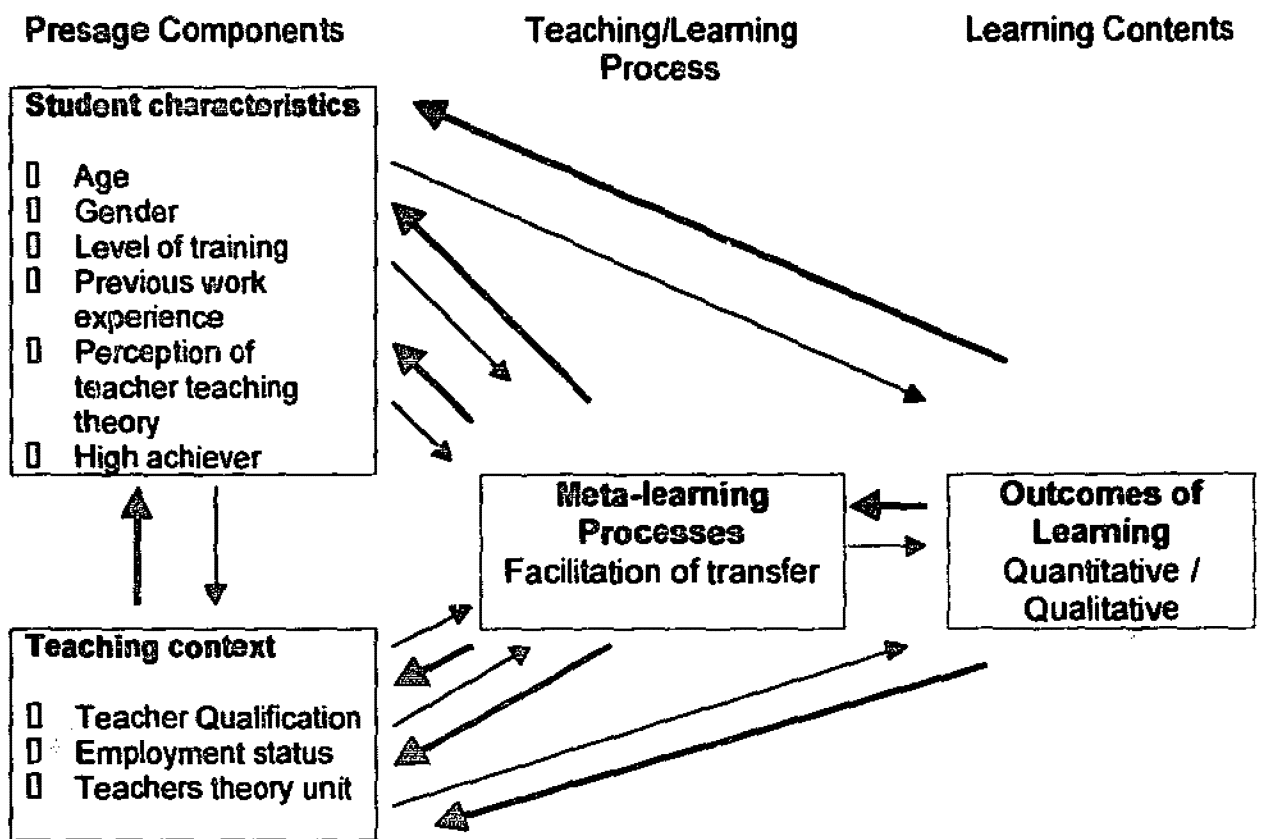 Presage Components
Teaching/Learning
Process
Learning Contents
Student characteristics
Age
Gender
Level of training
Previous work
experience
Perception of
teacher teaching
theory
High achiever
Meta-learning
Processes
Facilitation of transfer
Outcomes of
Learning
Quantitative /
Qualitative
Teaching context
Teacher Qualification
Employment status
Teachers theory unit